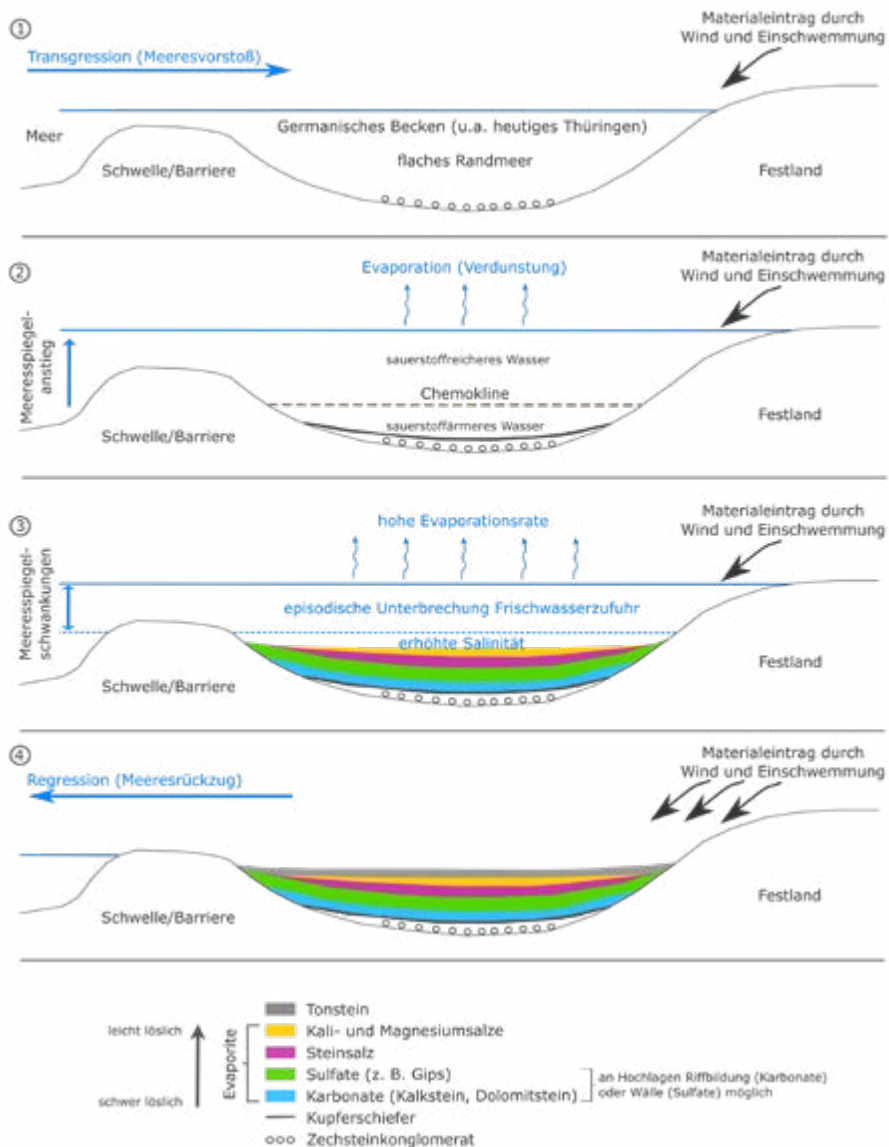 ①
Materialeintrag durch
Wind und Einschwemmung
Transgression (Meeresvorstoß)
Germanisches Becken (u.a. heutiges Thüringen)
Meer
Schwelle/Barriere
flaches Randmeer
Festland
②
Evaporation (Verdunstung)
Materialeintrag durch
Wind und Einschwemmung
Meeresspiegel-
anstieg
sauerstoffreicheres Wasser
Chemokline
sauerstoffärmeres Wasser
Schwelle/Barriere
Festland
③
hohe Evaporationsrate
Materialeintrag durch
Wind und Einschwemmung
Meeresspiegel-
schwankungen
episodische Unterbrechung Frischwasserzufuhr
erhöhte Salinität
Schwelle/Barriere
Festland
④
Materialeintrag durch
Wind und Einschwemmung
Regression (Meeresrückzug)
Schwelle/Barriere
Festland
leicht löslich
schwer löslich
Evaporite
Tonstein
Kali- und Magnesiumsalze
Steinsalz
Sulfate (z. B. Gips)
Karbonate (Kalkstein, Dolomitstein)
an Hochlagen Riffbildung (Karbonate)
oder Wälle (Sulfate) möglich
Kupferschiefer
Zechsteinkonglomerat